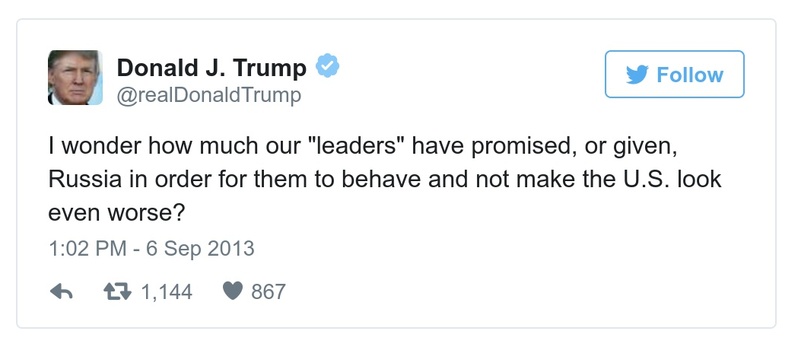 Donald J. Trump
@realDonaldTrump
Follow
I wonder how much our "leaders" have promised, or given,
Russia in order for them to behave and not make the U.S. look
even worse?
1:02 PM - 6 Sep 2013
1,144 867